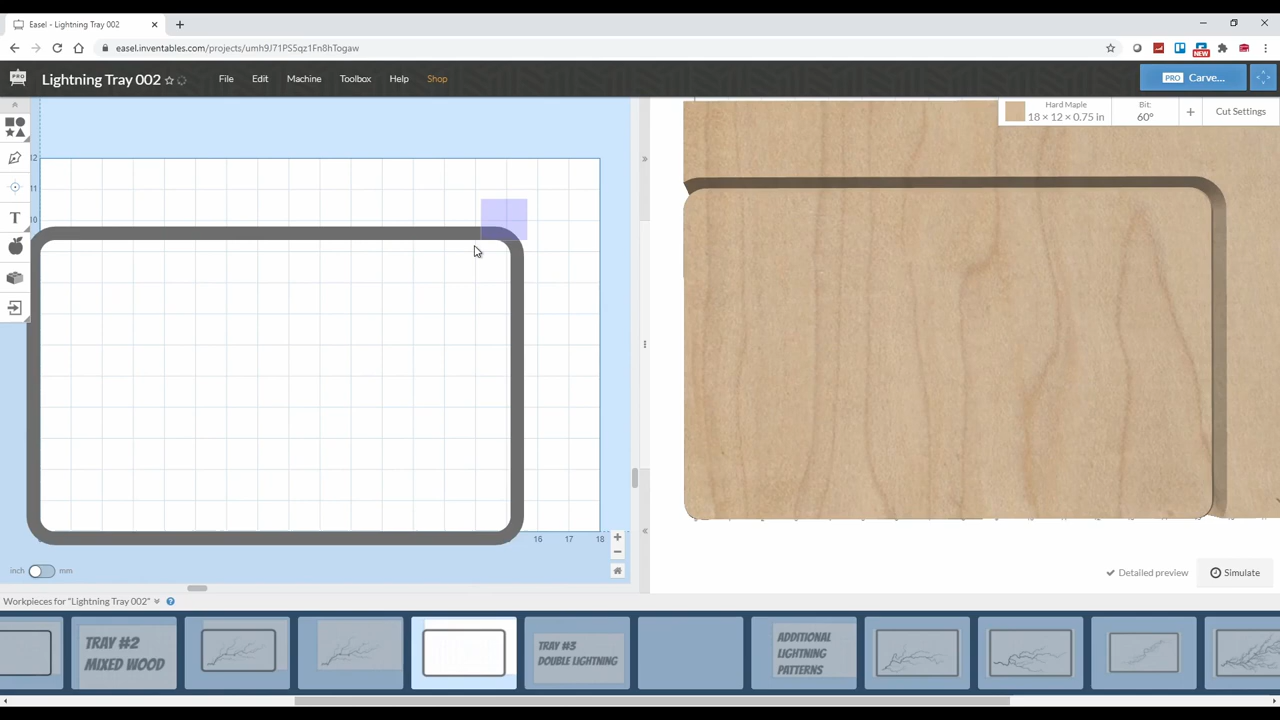 Easel - Lightning Tray 002
easel.inventables.com/projects/umh9J71PS5qz1Fn8hTogaw
NEW
PRO
Lightning Tray 002
File
Edit
Machine
Toolbox
Help
Shop
PRO
Carve...
Hard Maple
18 × 12 × 0.75 in
Bit:
60°
Cut Settings
T
12
11
10
16
17
18
inch
mm
Detailed preview
Simulate
Workpieces for "Lightning Tray 002"
TRAY #2
MIXED WOOD
TRAY #3
DOUBLE LIGHTNING
ADDITIONAL
LIGHTNING
PATTERNS